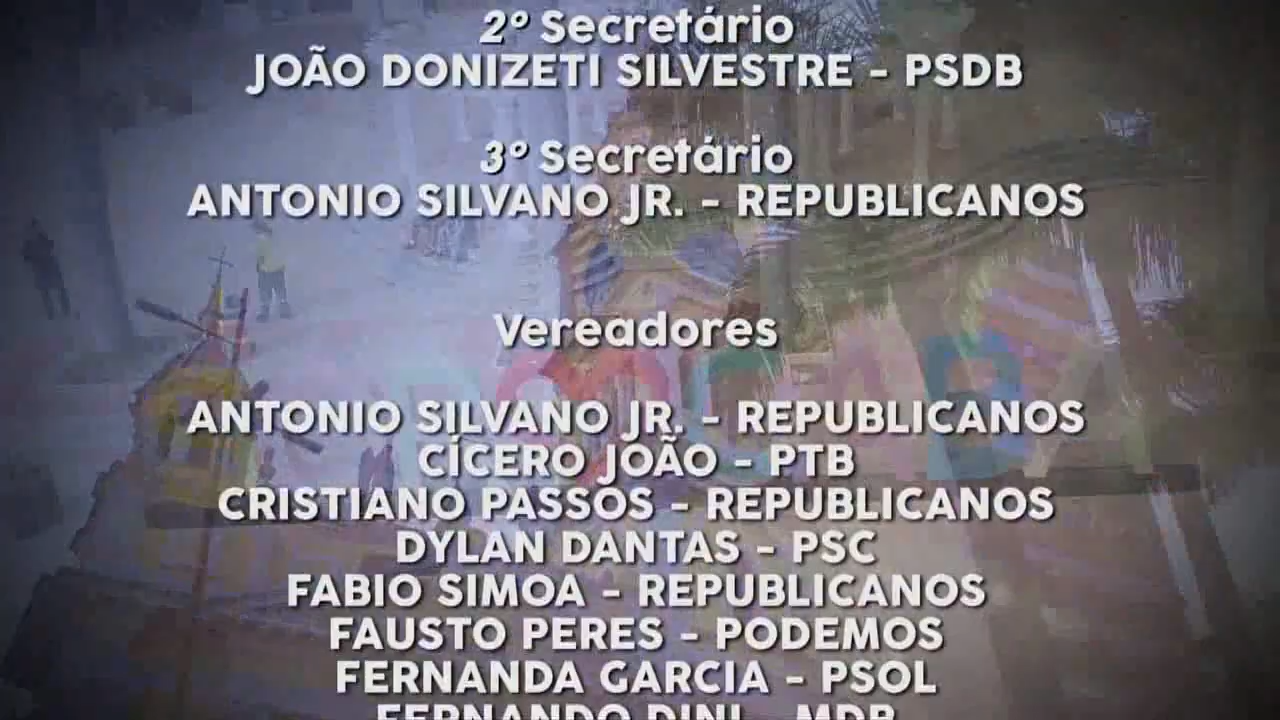 2º Secretário
JOÃO DONIZETI SILVESTRE - PSDB
3º Secretário
ANTONIO SILVANO JR. - REPUBLICANOS
Vereadores
ANTONIO SILVANO JR. - REPUBLICANOS
CÍCERO JOÃO - PTB
CRISTIANO PASSOS - REPUBLICANOS
DYLAN DANTAS - PSC
FABIO SIMOA - REPUBLICANOS
FAUSTO PERES - PODEMOS
FERNANDA GARCIA - PSOL
FERNANDO DINI - MDB